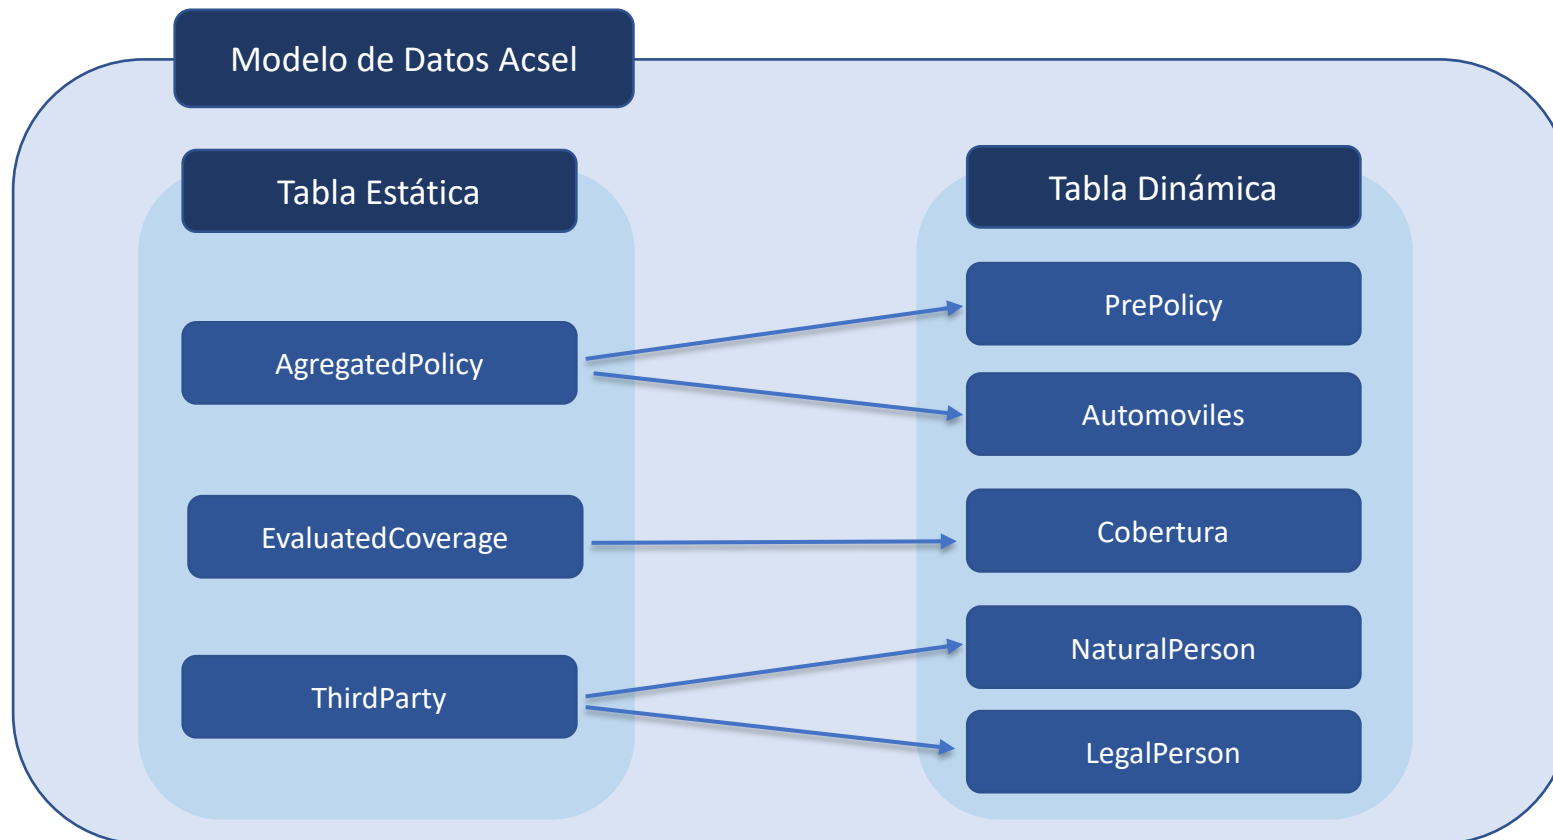 Modelo de Datos Acsel
Tabla Estática
AgregatedPolicy
EvaluatedCoverage
ThirdParty
Tabla Dinámica
PrePolicy
Automoviles
Cobertura
NaturalPerson
LegalPerson